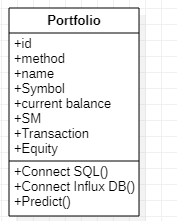 Portfolio
+id
+method
+name
+Symbol
+current balance
+SM
+Transaction
+Equity
+Connect SQL()
+Connect Influx DB()
+Predict()